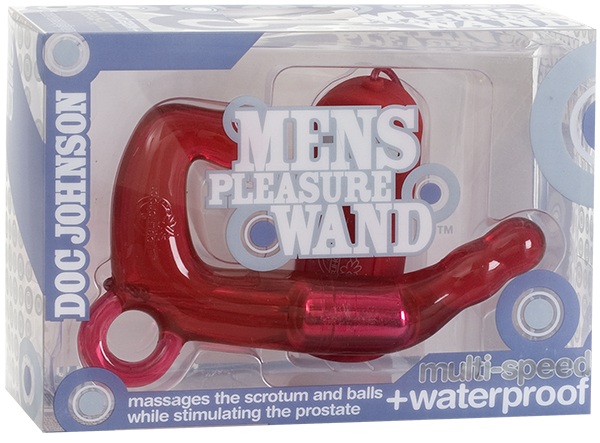 DOC JOHNSON
MENS
PLEASURE
WAND™
multi-speed
+waterproof
massages the scrotum and balls
while stimulating the prostate